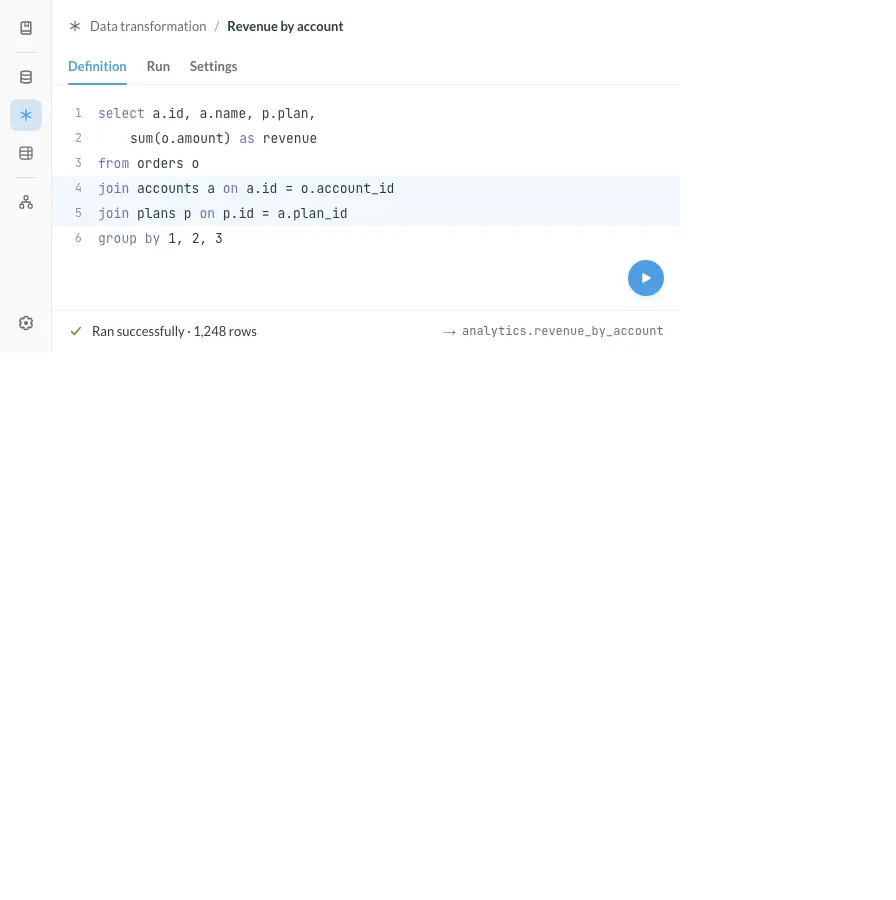 Data transformation / Revenue by account
Definition Run Settings
1 select a.id, a.name, p.plan,
2 sum(o.amount) as revenue
3 from orders o
4 join accounts a on a.id = o.account_id
5 join plans p on p.id = a.plan_id
6 group by 1, 2, 3
Ran successfully · 1,248 rows → analytics.revenue_by_account